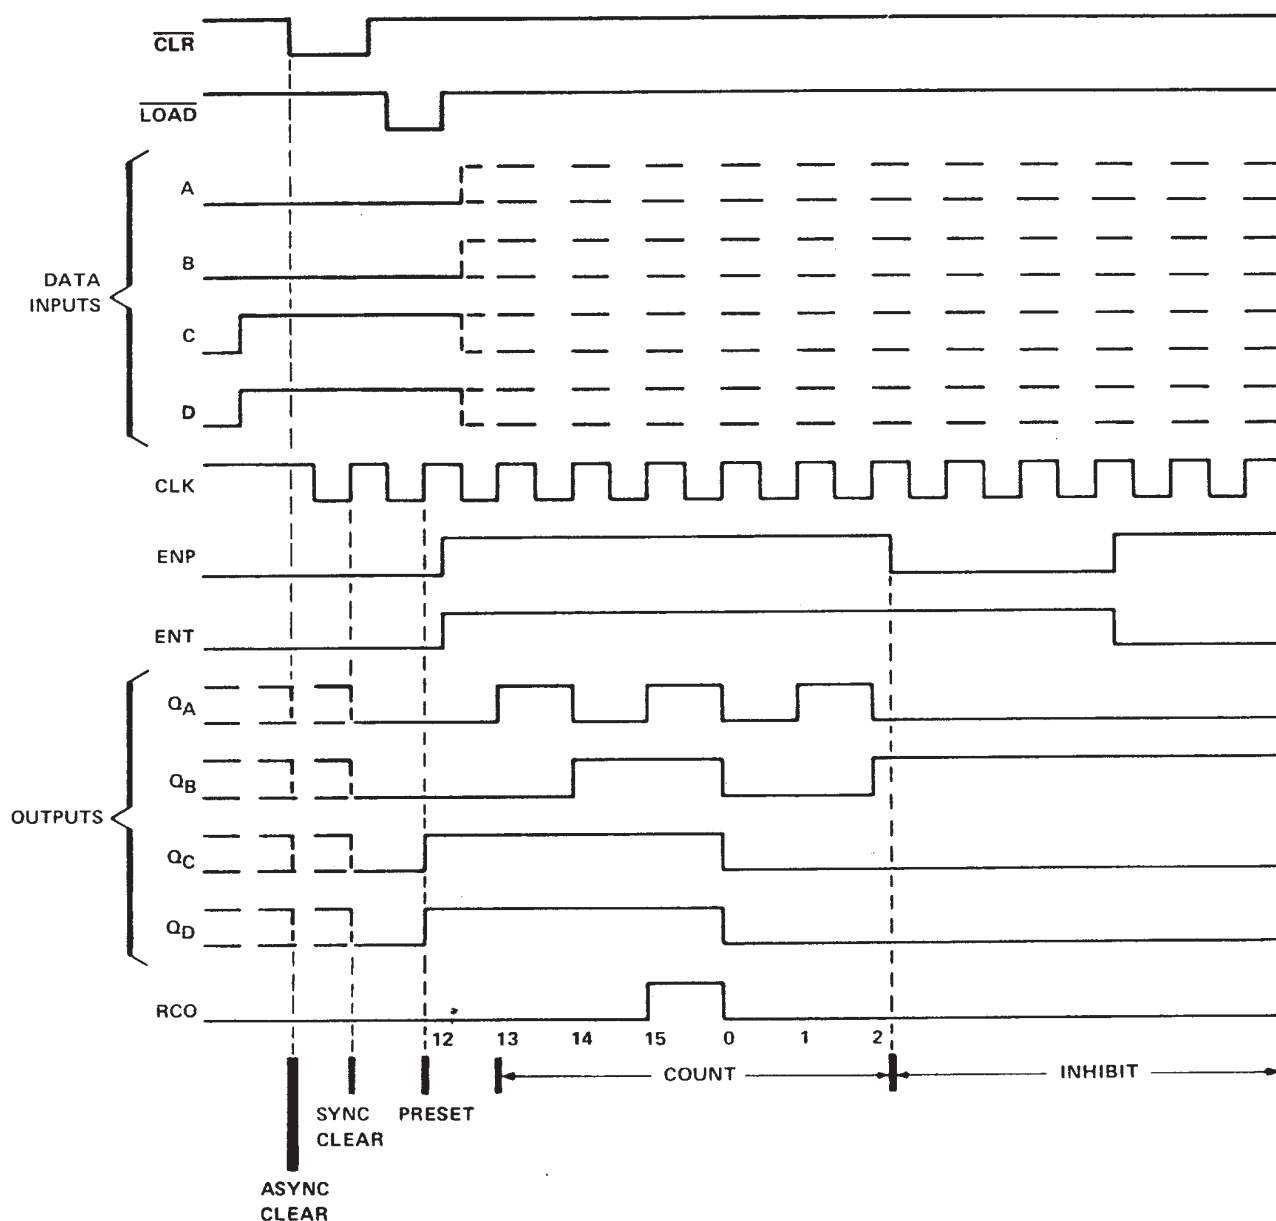 CLR
LOAD
A
B
DATA
INPUTS
C
D
CLK
ENP
ENT
QA
QB
OUTPUTS
QC
QD
RCO
12 13 14 15 0 1 2
COUNT INHIBIT
SYNC
CLEAR
PRESET
ASYNC
CLEAR